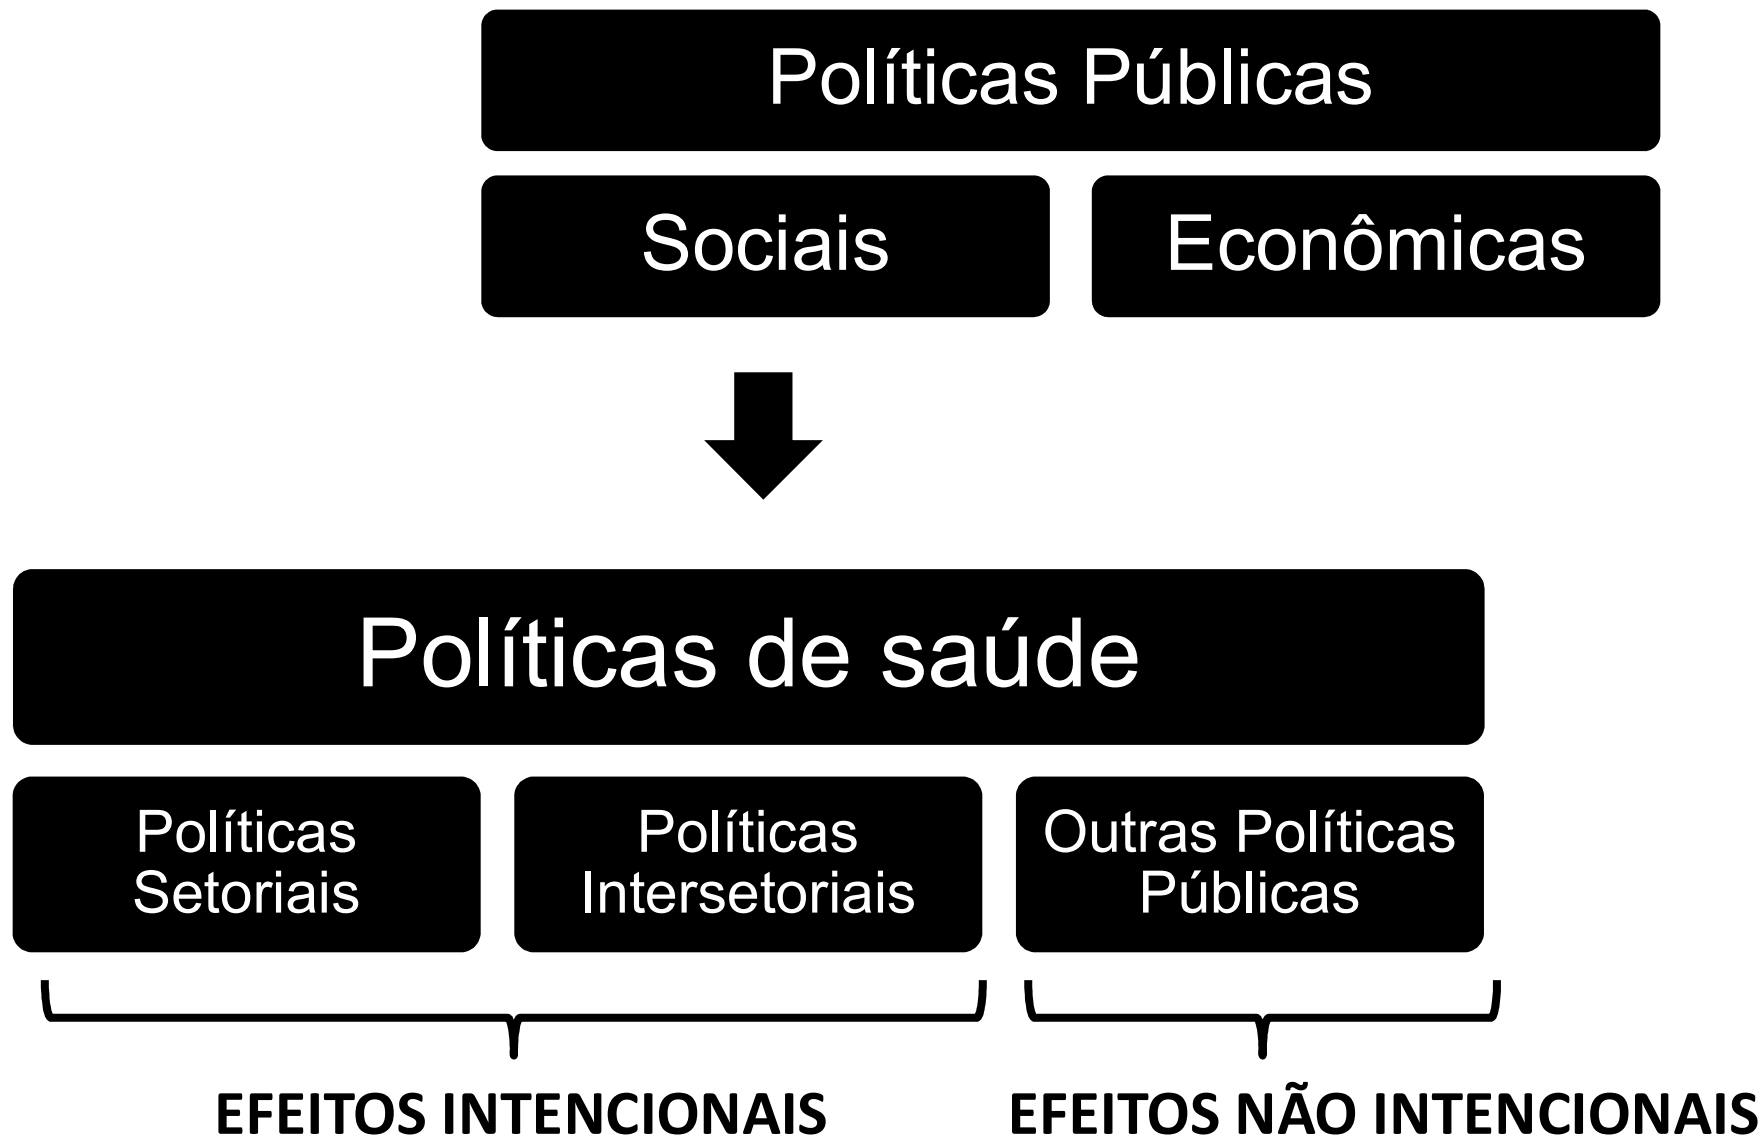 Políticas Públicas
Sociais
Econômicas
Políticas de saúde
Políticas
Setoriais
Políticas
Intersetoriais
Outras Políticas
Públicas
EFEITOS INTENCIONAIS
EFEITOS NÃO INTENCIONAIS